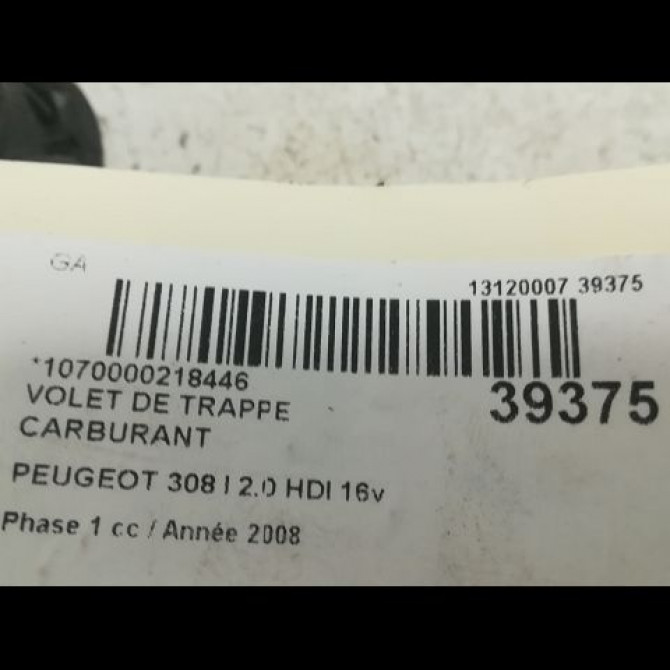 GA
13120007 39375
*1070000218446
39375
VOLET DE TRAPPE
CARBURANT
PEUGEOT 308 I 2.0 HDI 16v
Phase 1 cc / Année 2008